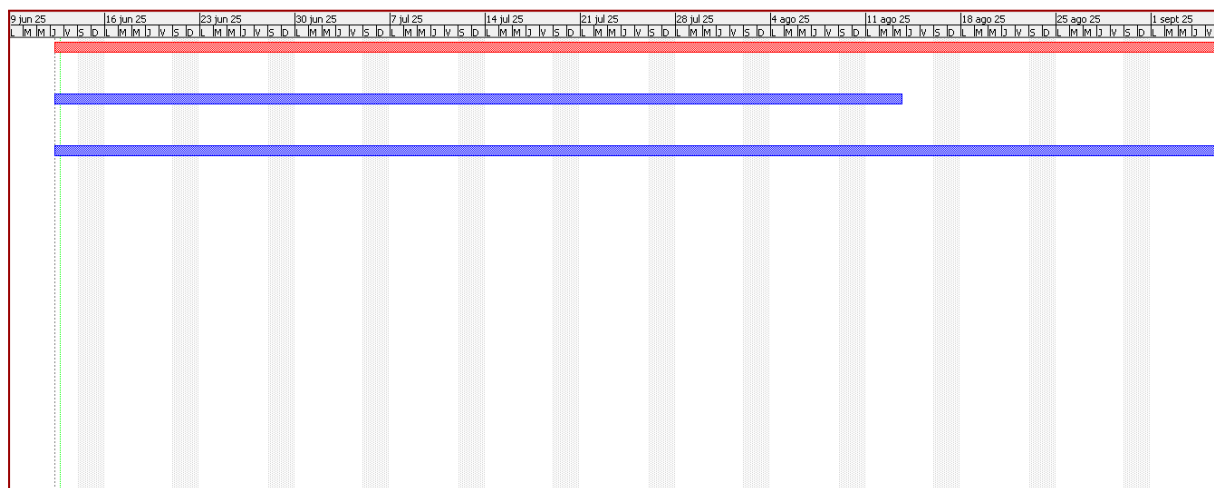 9 jun 25 16 jun 25 23 jun 25 30 jun 25 7 jul 25 14 jul 25 21 jul 25 28 jul 25 4 ago 25 11 ago 25 18 ago 25 25 ago 25 1 sept 25
L M M J V S D L M M J V S D L M M J V S D L M M J V S D L M M J V S D L M M J V S D L M M J V S D L M M J V S D L M M J V S D L M M J V S D L M M J V S D L M M J V S D L M M J V